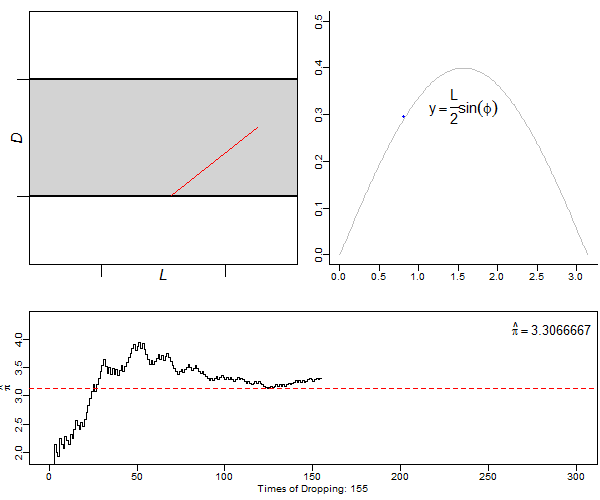 D
L
0.0 0.1 0.2 0.3 0.4 0.5
y = L/2 sin(ϕ)
0.0 0.5 1.0 1.5 2.0 2.5 3.0
π̂
2.0 2.5 3.0 3.5 4.0
π̂ = 3.3066667
0 50 100 150 200 250 300
Times of Dropping: 155